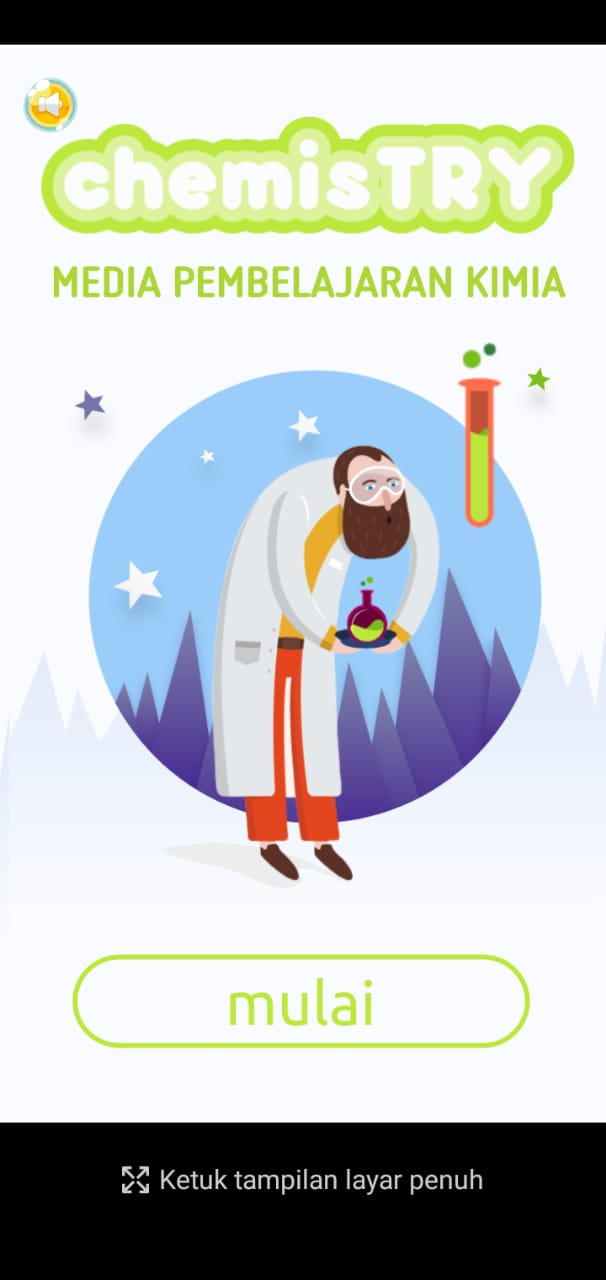 chemisTRY
MEDIA PEMBELAJARAN KIMIA
mulai
Ketuk tampilan layar penuh